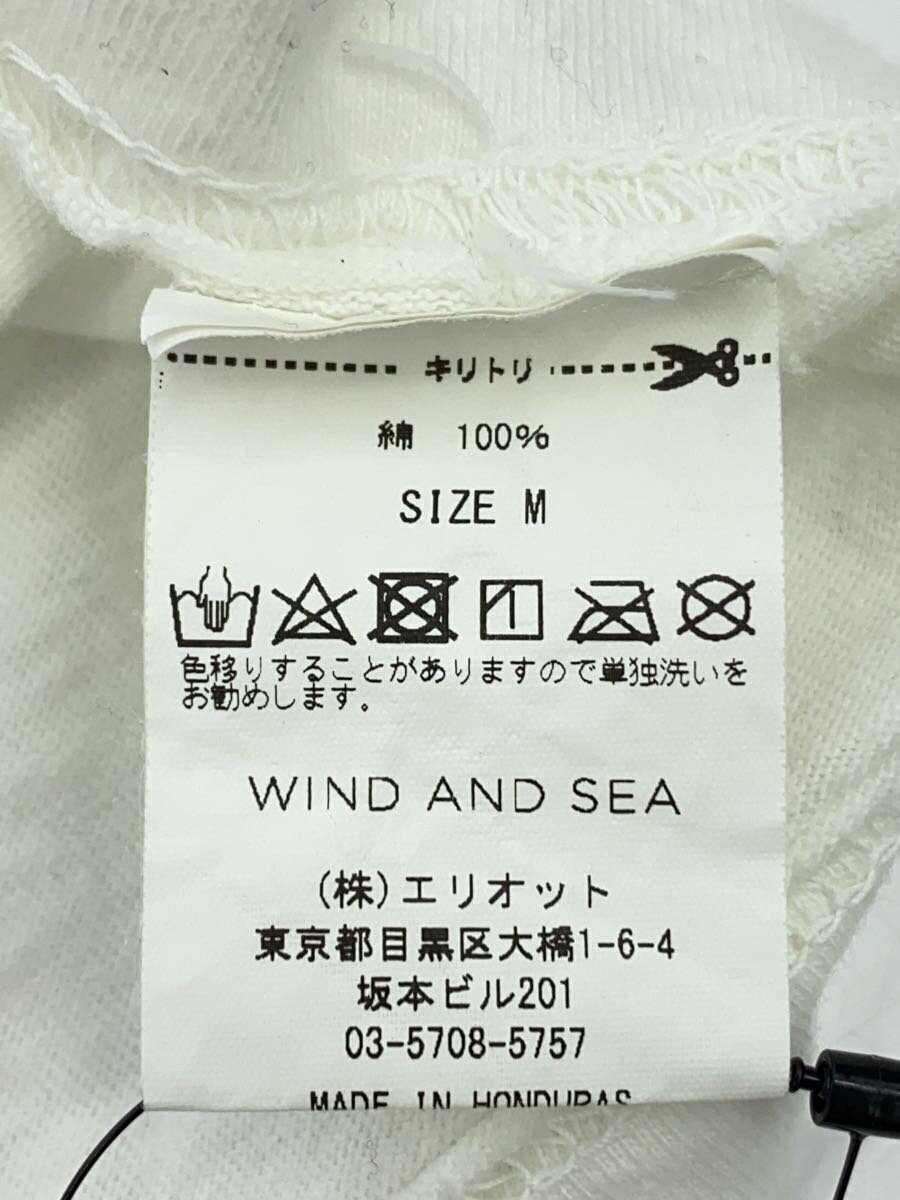 キリトリ
綿 100%
SIZE M
色移りすることがありますので単独洗いを
お勧めします。
WIND AND SEA
(株)エリオット
東京都目黒区大橋1-6-4
坂本ビル201
03-5708-5757
MADE IN HONDURAS